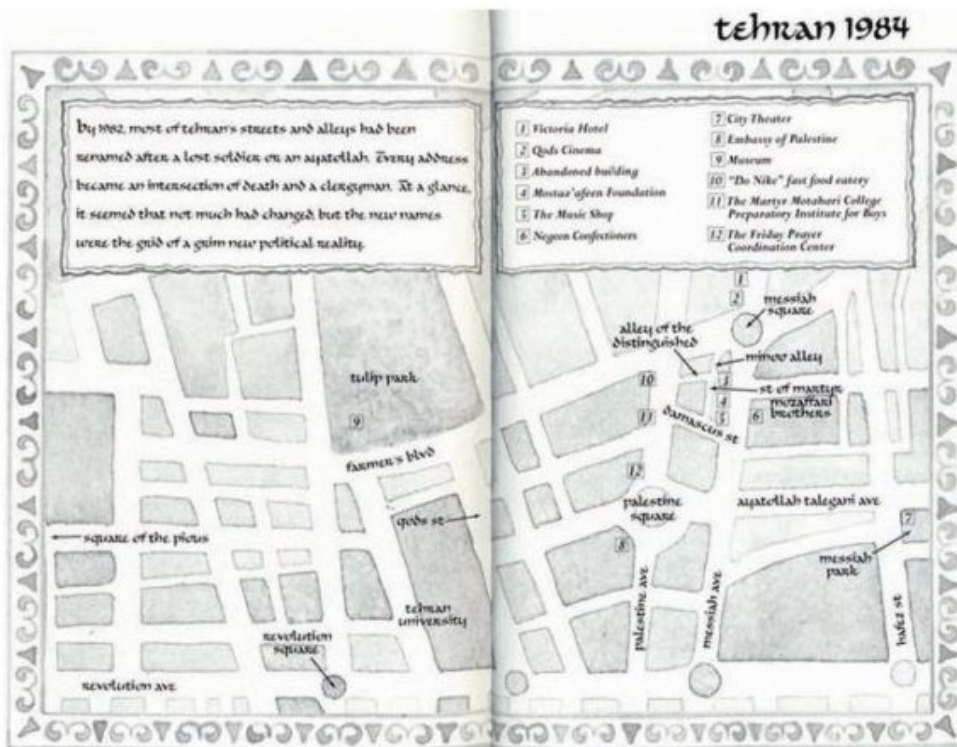 tehran 1984
By 1982, most of tehran's streets and alleys had been
renamed after a lost soldier or an ayatollah. Every address
became an intersection of death and a clergyman. At a glance,
it seemed that not much had changed, but the new names
were the grid of a grim new political reality.
1 Victoria Hotel
2 Qods Cinema
3 Abandoned building
4 Mostaz'afeen Foundation
5 The Music Shop
6 Negeen Confectioners
7 City Theater
8 Embassy of Palestine
9 Museum
10 "Do Nike" fast food eatery
11 The Martyr Motahari College
Preparatory Institute for Boys
12 The Friday Prayer
Coordination Center
1
2
messiah
square
alley of the
distinguished
minoo alley
tulip park
10
3
st of martyr
mozaffari
brothers
4
9
11
damascus st
5
6
farmer's blvd
12
palestine
square
ayatollah talegani ave
qods st
7
square of the pious
8
messiah
park
tehran
university
palestine ave
messiah ave
hafez st
revolution
square
revolution ave